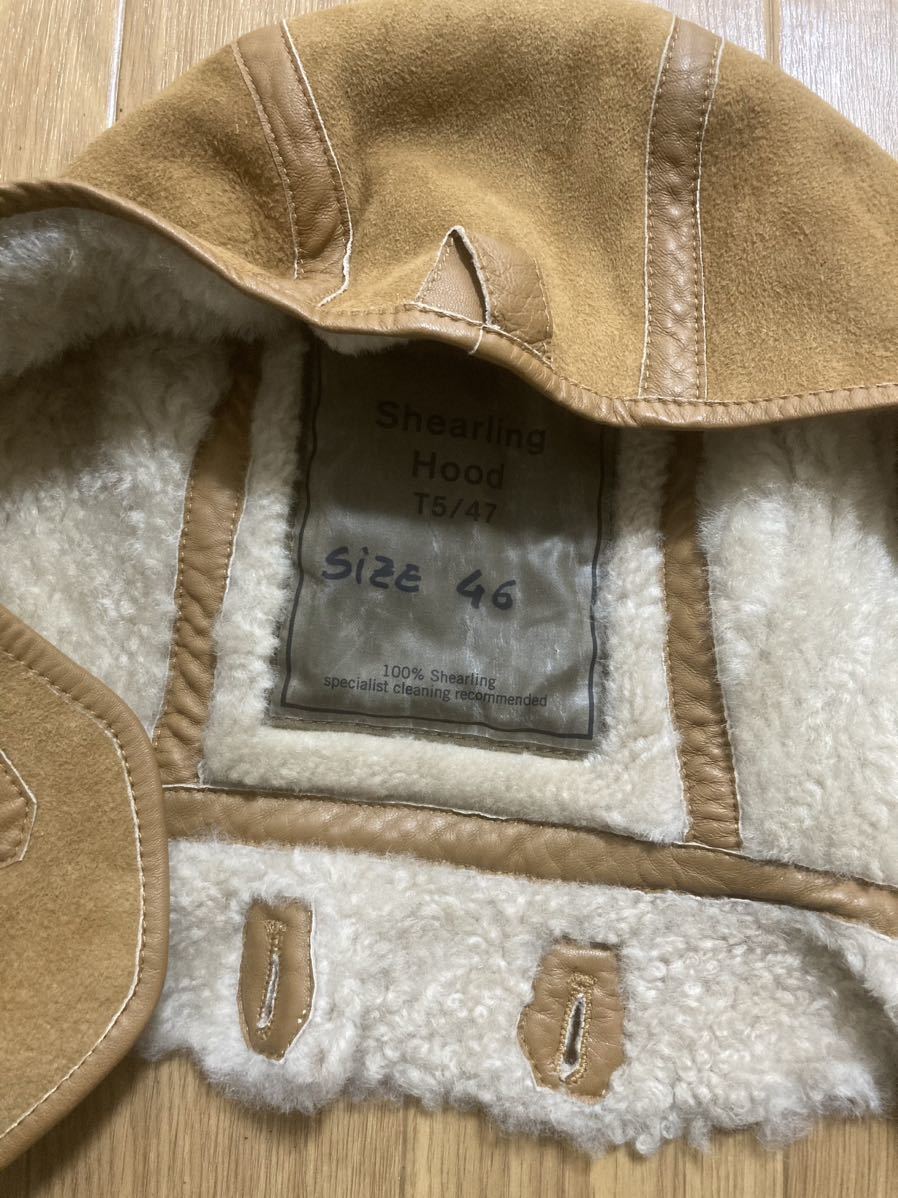 Shearling
Hood
T5/47
SiZE 46
100% Shearling
specialist cleaning recommended